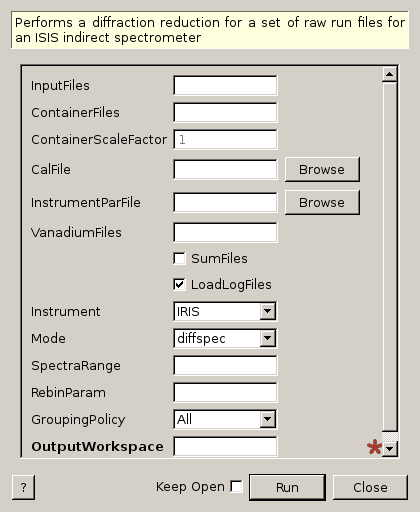 Performs a diffraction reduction for a set of raw run files for
an ISIS indirect spectrometer
InputFiles
ContainerFiles
ContainerScaleFactor 1
CalFile Browse
InstrumentParFile Browse
VanadiumFiles
SumFiles
LoadLogFiles
Instrument IRIS
Mode diffspec
SpectraRange
RebinParam
GroupingPolicy All
OutputWorkspace *
? Keep Open Run Close